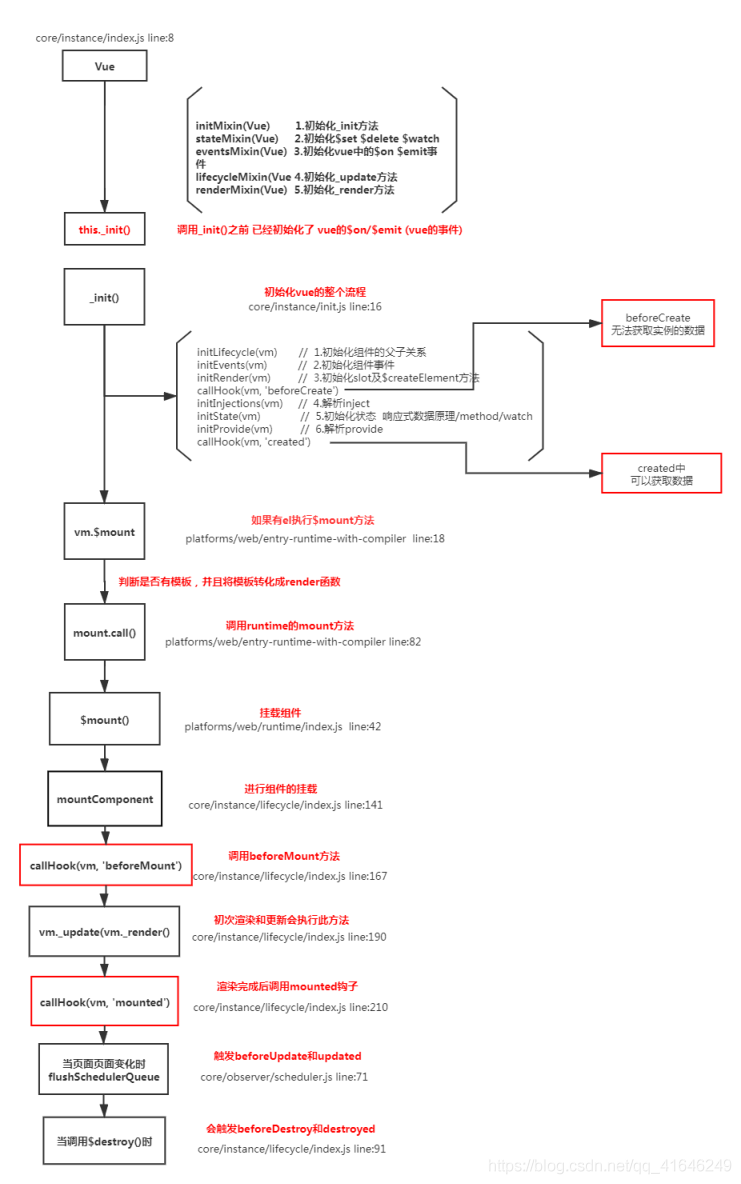 core/instance/index.js line:8
Vue
initMixin(Vue) 1.初始化_init方法
stateMixin(Vue) 2.初始化$set $delete $watch
eventsMixin(Vue) 3.初始化vue中的$on $emit事
件
lifecycleMixin(Vue 4.初始化_update方法
renderMixin(Vue) 5.初始化_render方法
this._init()
调用_init()之前 已经初始化了 vue的$on/$emit (vue的事件)
_init()
初始化vue的整个流程
core/instance/init.js line:16
beforeCreate
无法获取实例的数据
initLifecycle(vm) // 1.初始化组件的父子关系
initEvents(vm) // 2.初始化组件事件
initRender(vm) // 3.初始化slot及$createElement方法
callHook(vm, 'beforeCreate')
initInjections(vm) // 4.解析inject
initState(vm) // 5.初始化状态 响应式数据原理/method/watch
initProvide(vm) // 6.解析provide
callHook(vm, 'created')
created中
可以获取数据
vm.$mount
如果有el执行$mount方法
platforms/web/entry-runtime-with-compiler line:18
判断是否有模板，并且将模板转化成render函数
mount.call()
调用runtime的mount方法
platforms/web/entry-runtime-with-compiler line:82
$mount()
挂载组件
platforms/web/runtime/index.js line:42
mountComponent
进行组件的挂载
core/instance/lifecycle/index.js line:141
callHook(vm, 'beforeMount')
调用beforeMount方法
core/instance/lifecycle/index.js line:167
vm._update(vm._render()
初次渲染和更新会执行此方法
core/instance/lifecycle/index.js line:190
callHook(vm, 'mounted')
渲染完成后调用mounted钩子
core/instance/lifecycle/index.js line:210
当页面页面变化时
flushSchedulerQueue
触发beforeUpdate和updated
core/observer/scheduler.js line:71
当调用$destroy()时
会触发beforeDestroy和destroyed
core/instance/lifecycle/index.js line:91
https://blog.csdn.net/qq_41646249